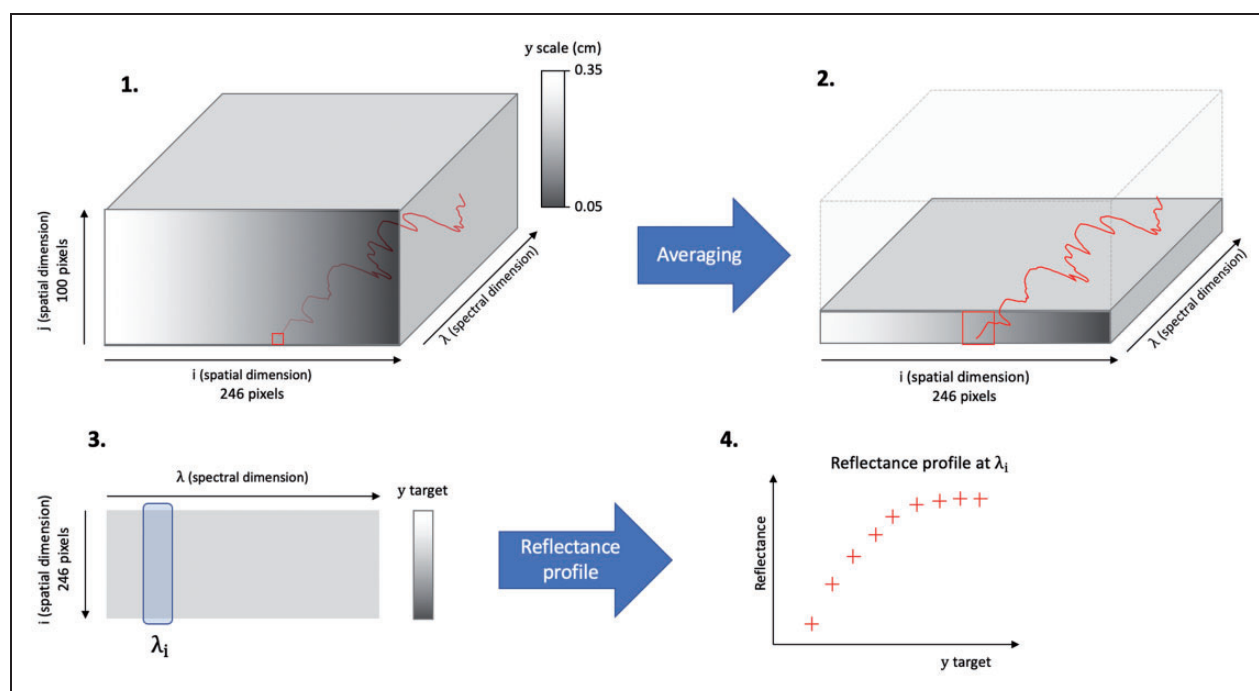 1.
y scale (cm)
0.35
0.05
j (spatial dimension)
100 pixels
i (spatial dimension)
246 pixels
λ (spectral dimension)
Averaging
2.
i (spatial dimension)
246 pixels
λ (spectral dimension)
3.
λ (spectral dimension)
y target
i (spatial dimension)
246 pixels
λi
Reflectance
profile
4.
Reflectance profile at λi
Reflectance
y target